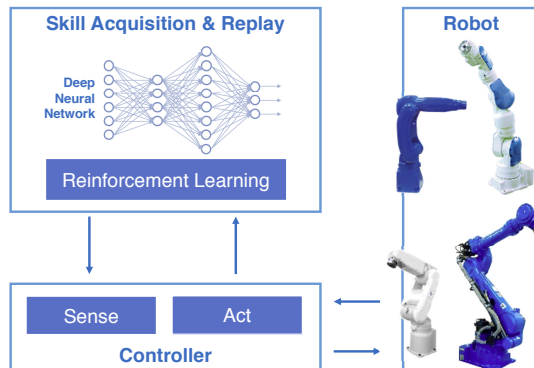 Skill Acquisition & Replay
Deep
Neural
Network
Reinforcement Learning
Robot
Sense
Act
Controller